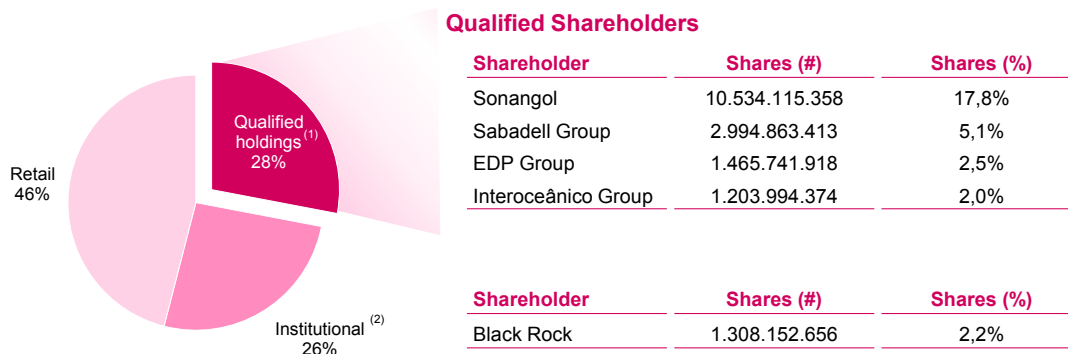 Qualified Shareholders
Shareholder Shares (#) Shares (%)
Sonangol 10.534.115.358 17,8%
Sabadell Group 2.994.863.413 5,1%
EDP Group 1.465.741.918 2,5%
Interoceânico Group 1.203.994.374 2,0%
Shareholder Shares (#) Shares (%)
Black Rock 1.308.152.656 2,2%
Qualified
holdings (1)
28%
Retail
46%
Institutional (2)
26%